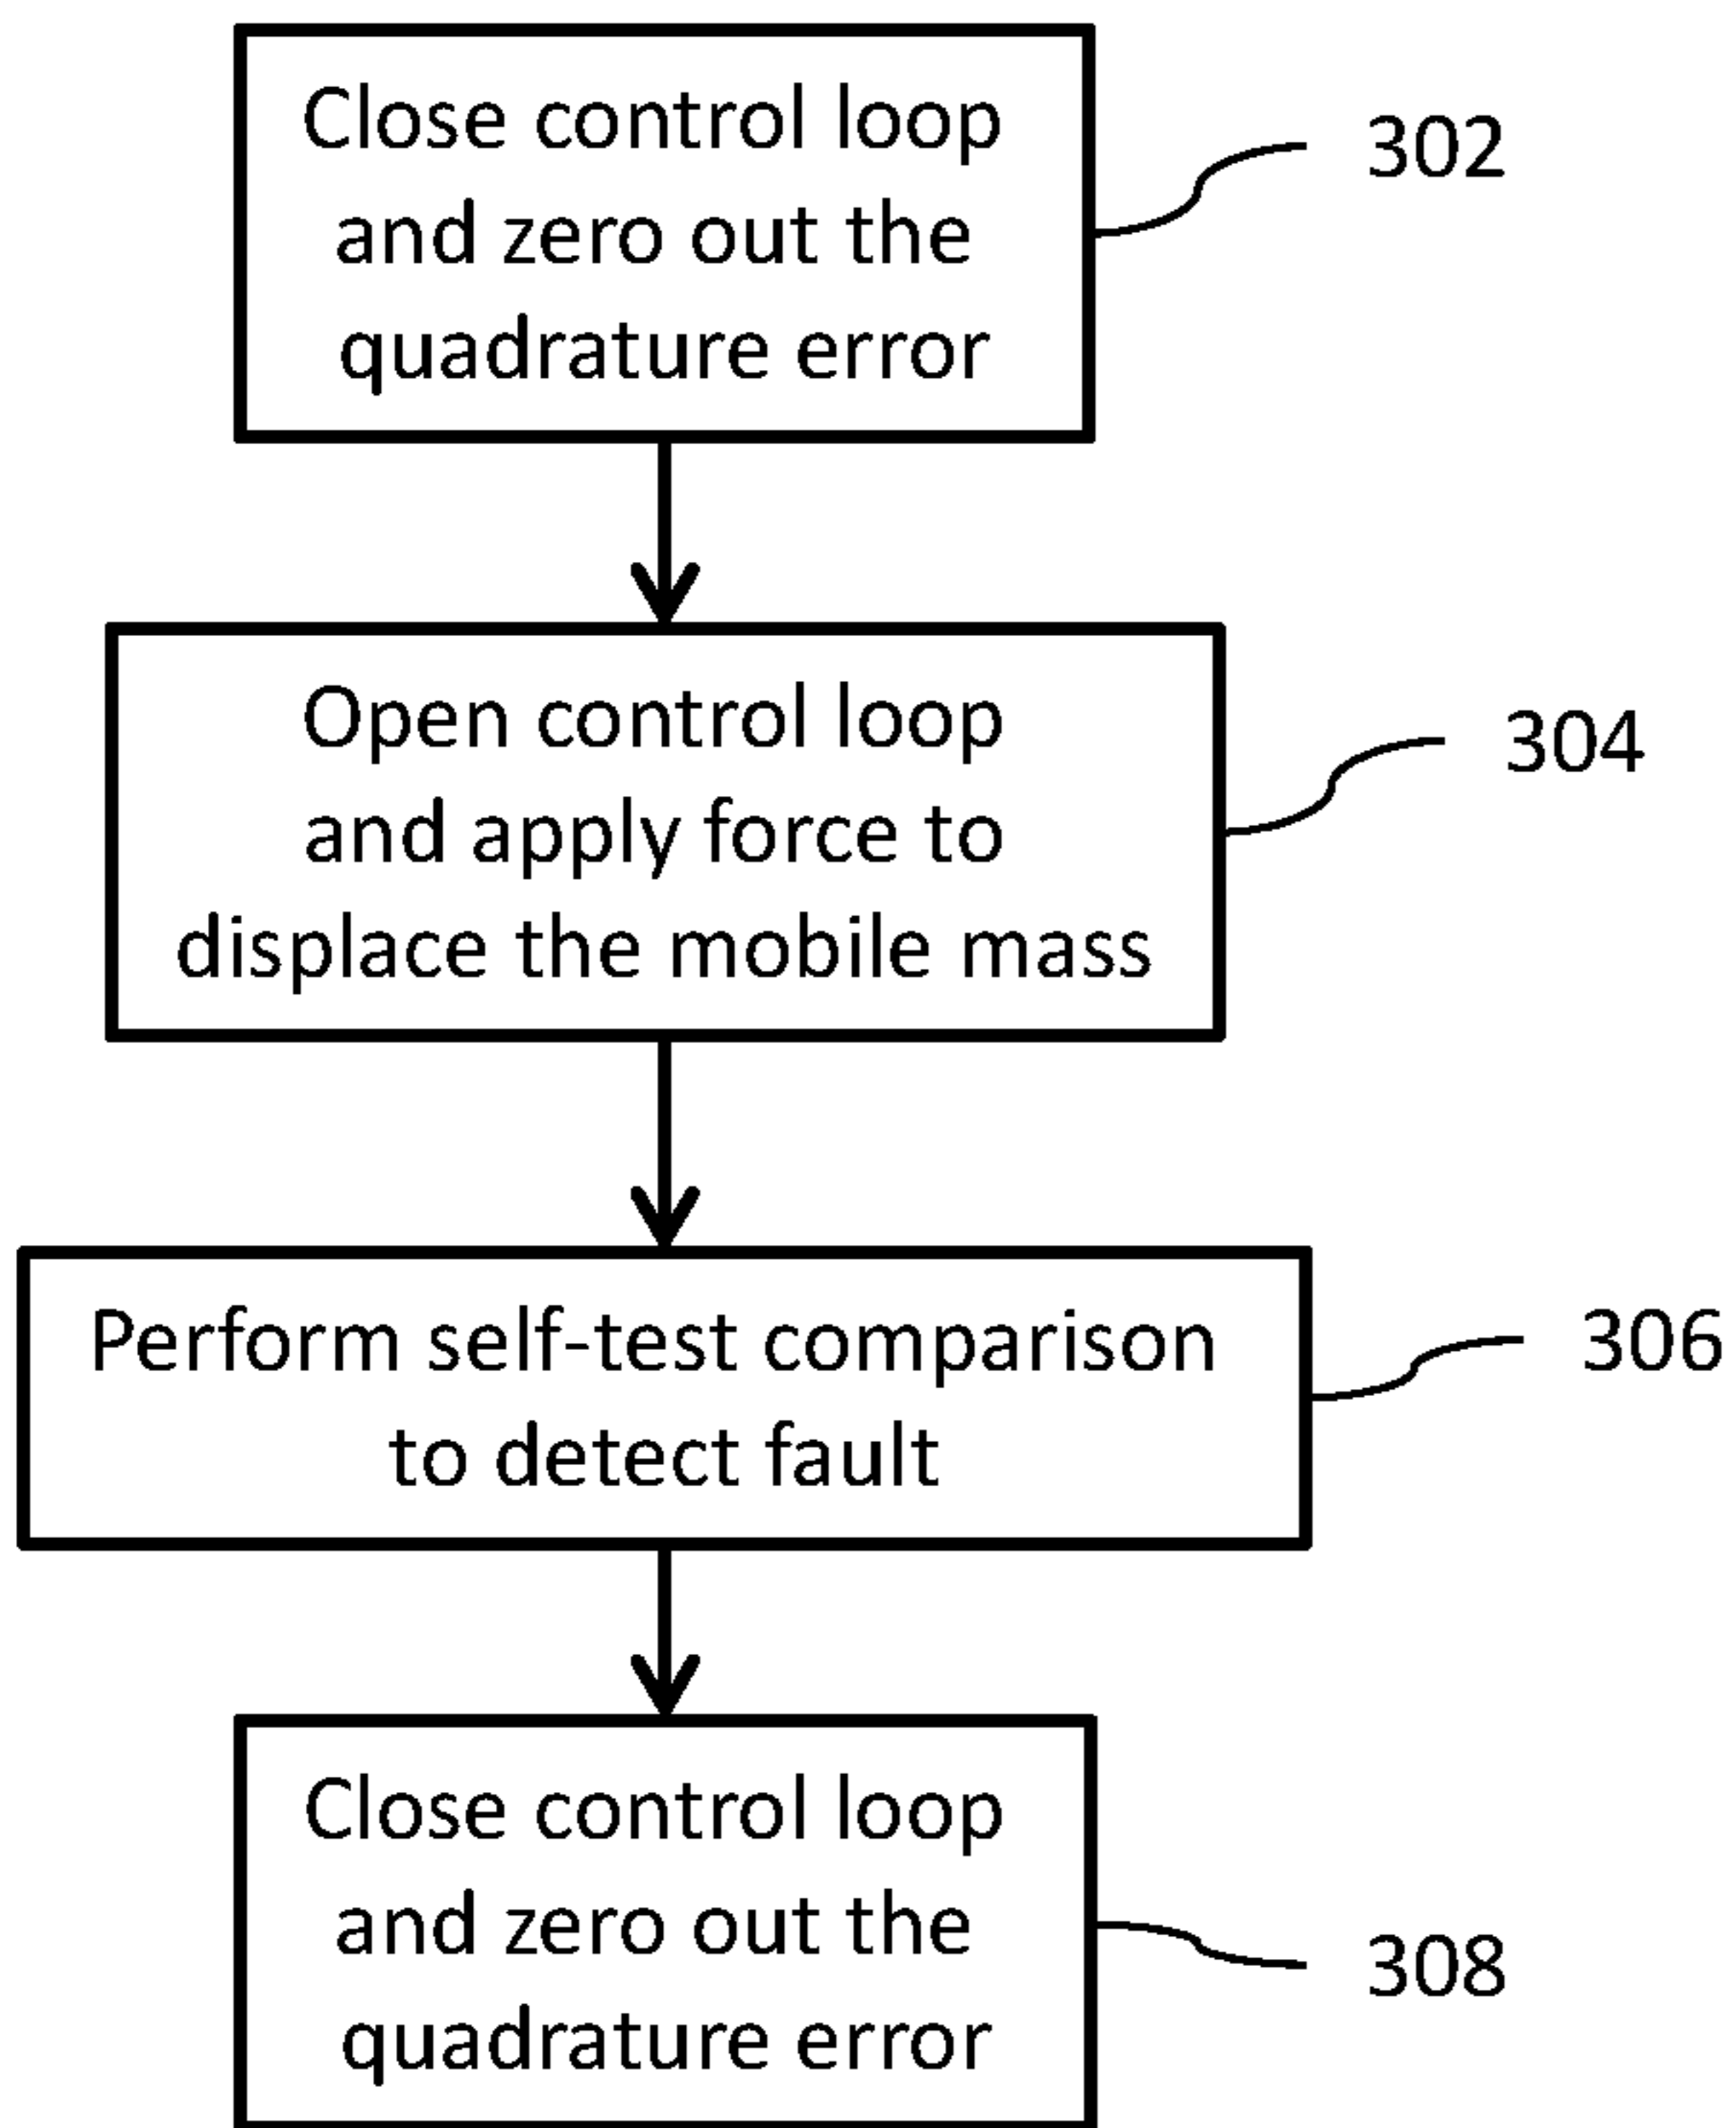 Close control loop
and zero out the
quadrature error
302
Open control loop
and apply force to
displace the mobile mass
304
Perform self-test comparison
to detect fault
306
Close control loop
and zero out the
quadrature error
308